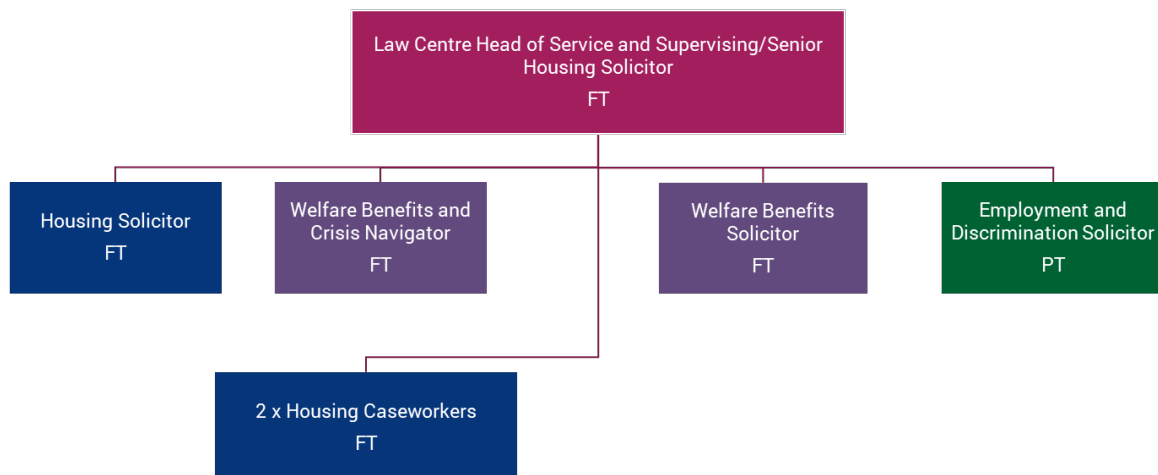 Law Centre Head of Service and Supervising/Senior
Housing Solicitor
FT
Housing Solicitor
FT
Welfare Benefits and
Crisis Navigator
FT
Welfare Benefits
Solicitor
FT
Employment and
Discrimination Solicitor
PT
2 x Housing Caseworkers
FT